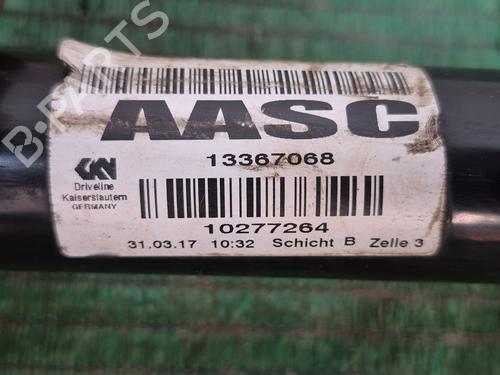 B-PARTS
AASC
13367068
GKN
Driveline
Kaiserslautern
GERMANY
10277264
31.03.17 10:32 Schicht B Zelle 3